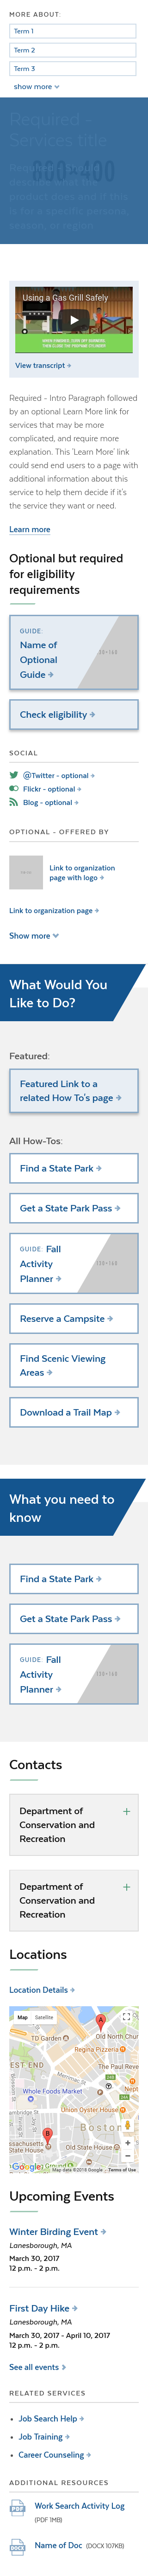 MORE ABOUT:
Term 1
Term 2
Term 3
show more
Required -
Services title
800×400
Using a Gas Grill Safely
View transcript
Required - Intro Paragraph followed
by an optional Learn More link for
services that may be more
complicated, and require more
explanation. This 'Learn More' link
could send end users to a page with
additional information about this
service to help them decide if it's
the service they want or need.
Learn more
Optional but required
for eligibility
requirements
GUIDE:
Name of
Optional
Guide
Check eligibility
SOCIAL
@Twitter - optional
Flickr - optional
Blog - optional
OPTIONAL - OFFERED BY
Link to organization
page with logo
Link to organization page
Show more
What Would You
Like to Do?
Featured:
Featured Link to a
related How To's page
All How-Tos:
Find a State Park
Get a State Park Pass
GUIDE: Fall
Activity
Planner
Reserve a Campsite
Find Scenic Viewing
Areas
Download a Trail Map
What you need to
know
Find a State Park
Get a State Park Pass
GUIDE: Fall
Activity
Planner
Contacts
Department of
Conservation and
Recreation
Department of
Conservation and
Recreation
Locations
Location Details
Map Satellite
A
Old North Chu
TD Garden
Regina Pizzeria
The Paul Revere
EST END
Whole Foods Market
Union Oyster House
Boston
B
assachusetts
State House
Old State House
Google
Map data ©2018 Google
Terms of Use
Upcoming Events
Winter Birding Event
Lanesborough, MA
March 30, 2017
12 p.m. - 2 p.m.
First Day Hike
Lanesborough, MA
March 30, 2017 - April 10, 2017
12 p.m. - 2 p.m.
See all events
RELATED SERVICES
Job Search Help
Job Training
Career Counseling
ADDITIONAL RESOURCES
PDF
Work Search Activity Log
(PDF 1MB)
DOCX
Name of Doc (DOCX 107KB)